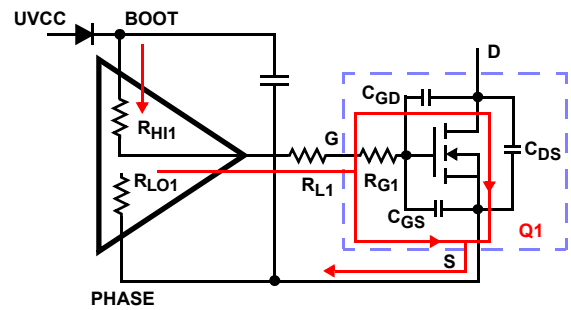 UVCC
BOOT
D
CGD
RHI1
G
CDS
RLO1
RL1
RG1
CGS
Q1
S
PHASE